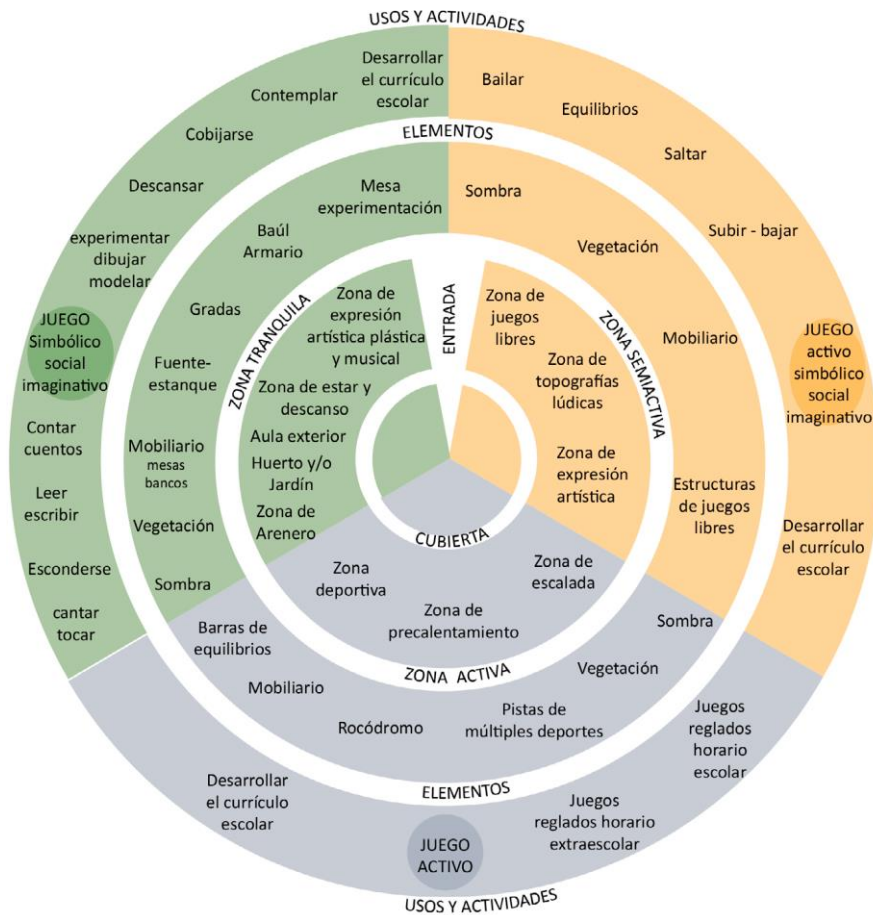 USOS Y ACTIVIDADES
Desarrollar
el currículo
escolar
Contemplar
Cobijarse
Descansar
experimentar
dibujar
modelar
JUEGO
Simbólico
social
imaginativo
Contar
cuentos
Leer
escribir
Esconderse
cantar
tocar
Bailar
Equilibrios
Saltar
Subir - bajar
JUEGO
activo
simbólico
social
imaginativo
Desarrollar
el currículo
escolar
ELEMENTOS
Mesa
experimentación
Baúl
Armario
Gradas
Fuente-
estanque
Mobiliario
mesas
bancos
Vegetación
Sombra
Sombra
Vegetación
Mobiliario
Estructuras
de juegos
libres
ZONA TRANQUILA
ENTRADA
ZONA SEMIACTIVA
Zona de
expresión
artística plástica
y musical
Zona de estar y
descanso
Aula exterior
Huerto y/o
Jardín
Zona de
Arenero
Zona de
juegos
libres
Zona de
topografías
lúdicas
Zona de
expresión
artística
CUBIERTA
Zona
deportiva
Zona de
precalentamiento
Zona de
escalada
ZONA ACTIVA
Barras de
equilibrios
Mobiliario
Rocódromo
Pistas de
múltiples deportes
Vegetación
Sombra
ELEMENTOS
Desarrollar
el currículo
escolar
JUEGO
ACTIVO
Juegos
reglados horario
extraescolar
Juegos
reglados
horario
escolar
USOS Y ACTIVIDADES